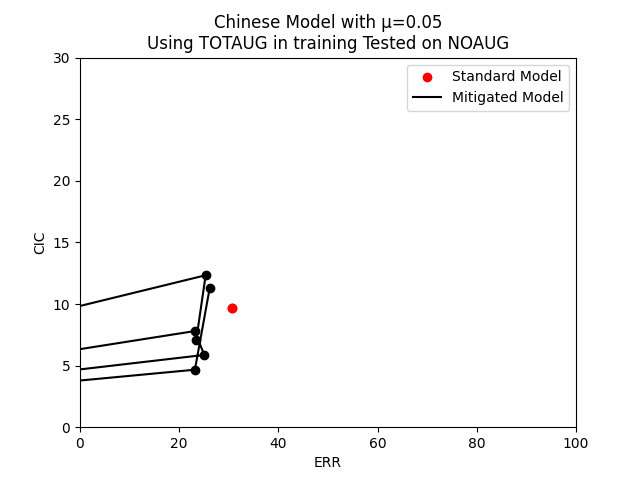 Chinese Model with μ=0.05
Using TOTAUG in training Tested on NOAUG
Standard Model
Mitigated Model
30
25
20
15
10
5
0
CIC
0 20 40 60 80 100
ERR